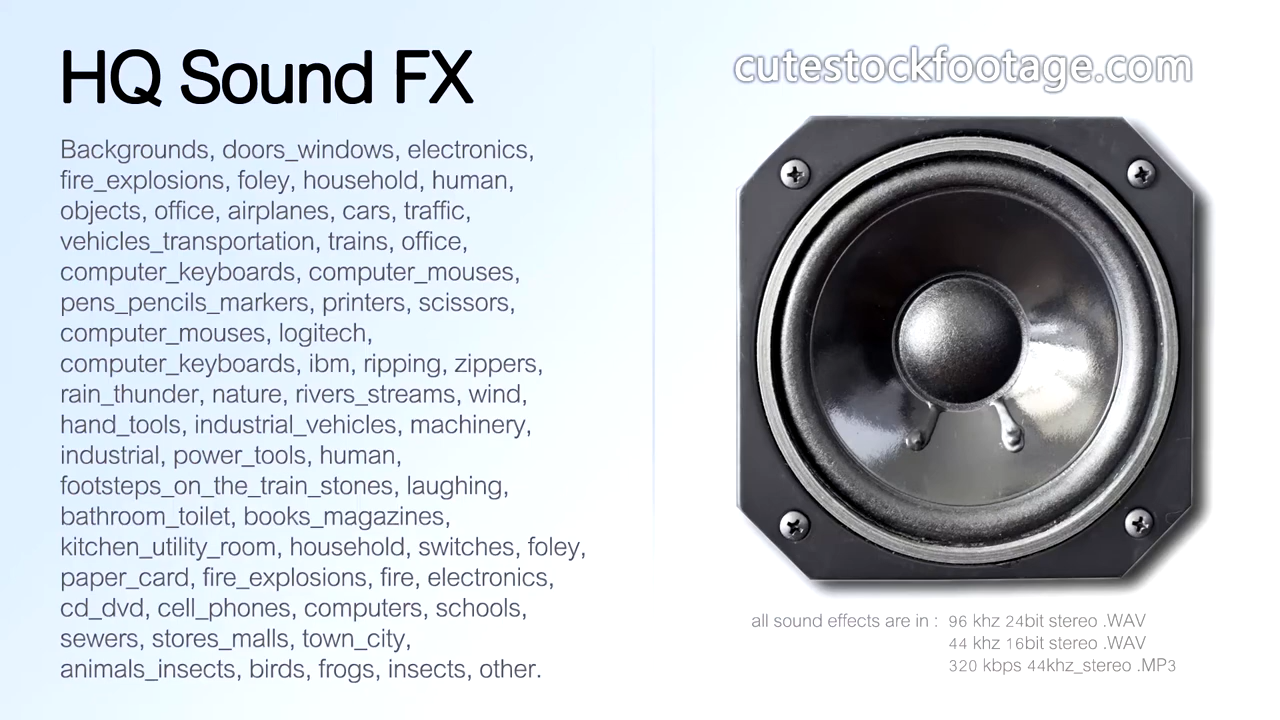 HQ Sound FX
Backgrounds, doors_windows, electronics,
fire_explosions, foley, household, human,
objects, office, airplanes, cars, traffic,
vehicles_transportation, trains, office,
computer_keyboards, computer_mouses,
pens_pencils_markers, printers, scissors,
computer_mouses, logitech,
computer_keyboards, ibm, ripping, zippers,
rain_thunder, nature, rivers_streams, wind,
hand_tools, industrial_vehicles, machinery,
industrial, power_tools, human,
footsteps_on_the_train_stones, laughing,
bathroom_toilet, books_magazines,
kitchen_utility_room, household, switches, foley,
paper_card, fire_explosions, fire, electronics,
cd_dvd, cell_phones, computers, schools,
sewers, stores_malls, town_city,
animals_insects, birds, frogs, insects, other.
cutestockfootage.com
all sound effects are in : 96 khz 24bit stereo .WAV
44 khz 16bit stereo .WAV
320 kbps 44khz_stereo .MP3